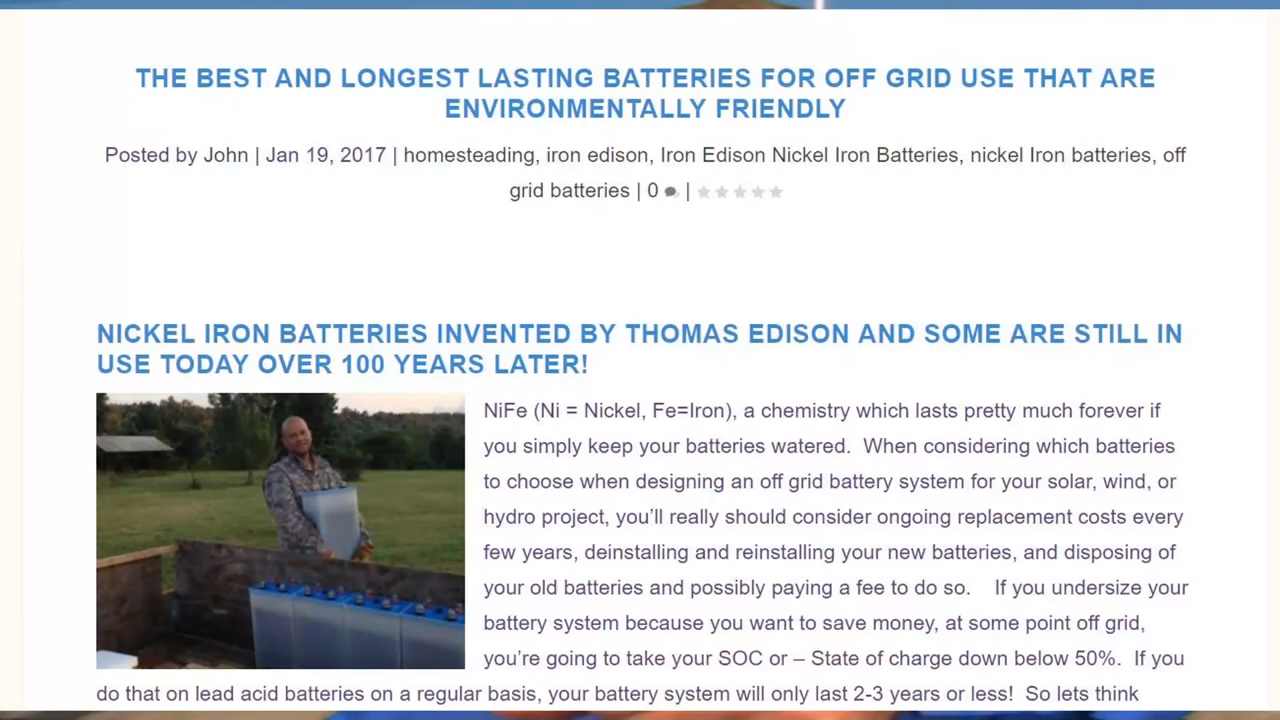 THE BEST AND LONGEST LASTING BATTERIES FOR OFF GRID USE THAT ARE
ENVIRONMENTALLY FRIENDLY
Posted by John | Jan 19, 2017 | homesteading, iron edison, Iron Edison Nickel Iron Batteries, nickel Iron batteries, off
grid batteries | 0 |
NICKEL IRON BATTERIES INVENTED BY THOMAS EDISON AND SOME ARE STILL IN
USE TODAY OVER 100 YEARS LATER!
NiFe (Ni = Nickel, Fe=Iron), a chemistry which lasts pretty much forever if
you simply keep your batteries watered.  When considering which batteries
to choose when designing an off grid battery system for your solar, wind, or
hydro project, you’ll really should consider ongoing replacement costs every
few years, deinstalling and reinstalling your new batteries, and disposing of
your old batteries and possibly paying a fee to do so.    If you undersize your
battery system because you want to save money, at some point off grid,
you’re going to take your SOC or – State of charge down below 50%.  If you
do that on lead acid batteries on a regular basis, your battery system will only last 2-3 years or less!  So lets think